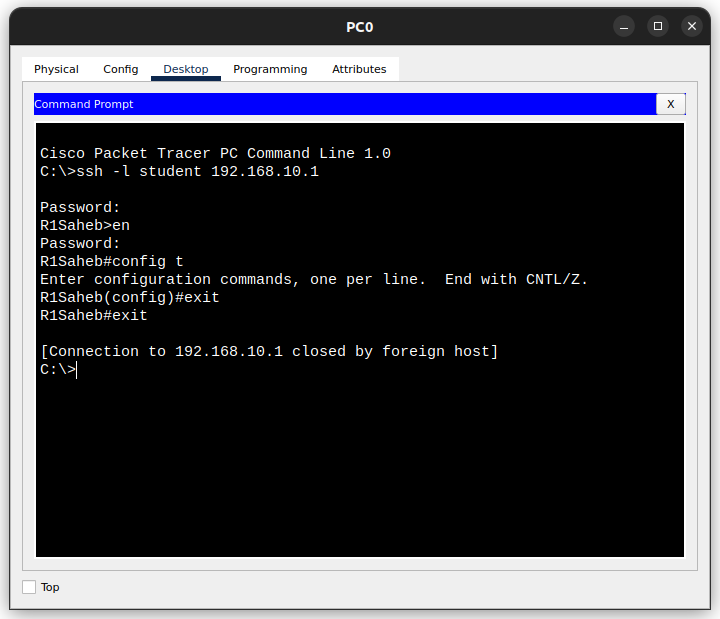 PC0
Physical Config Desktop Programming Attributes
Command Prompt X
Cisco Packet Tracer PC Command Line 1.0
C:\>ssh -l student 192.168.10.1
Password:
R1Saheb>en
Password:
R1Saheb#config t
Enter configuration commands, one per line.  End with CNTL/Z.
R1Saheb(config)#exit
R1Saheb#exit
[Connection to 192.168.10.1 closed by foreign host]
C:\>
Top